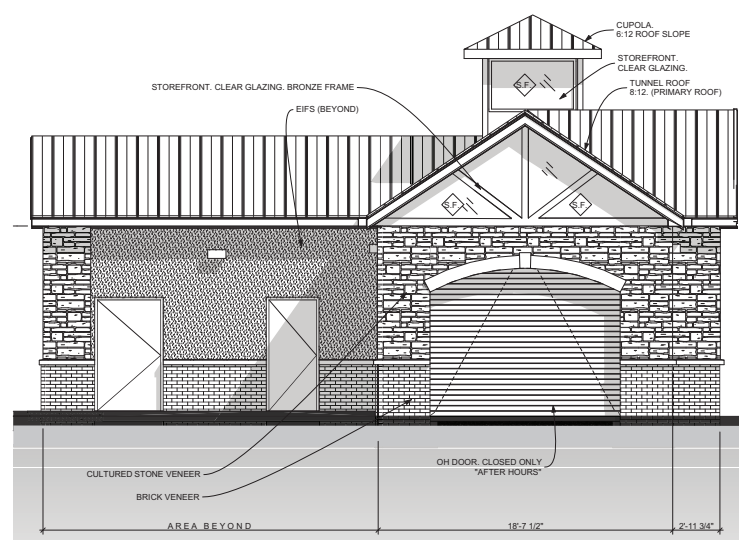 CUPOLA.
6:12 ROOF SLOPE
STOREFRONT.
CLEAR GLAZING.
TUNNEL ROOF
8:12. (PRIMARY ROOF)
STOREFRONT. CLEAR GLAZING. BRONZE FRAME
EIFS (BEYOND)
S.F.
S.F.
S.F.
CULTURED STONE VENEER
BRICK VENEER
OH DOOR. CLOSED ONLY
"AFTER HOURS"
AREA BEYOND
18'-7 1/2"
2'-11 3/4"